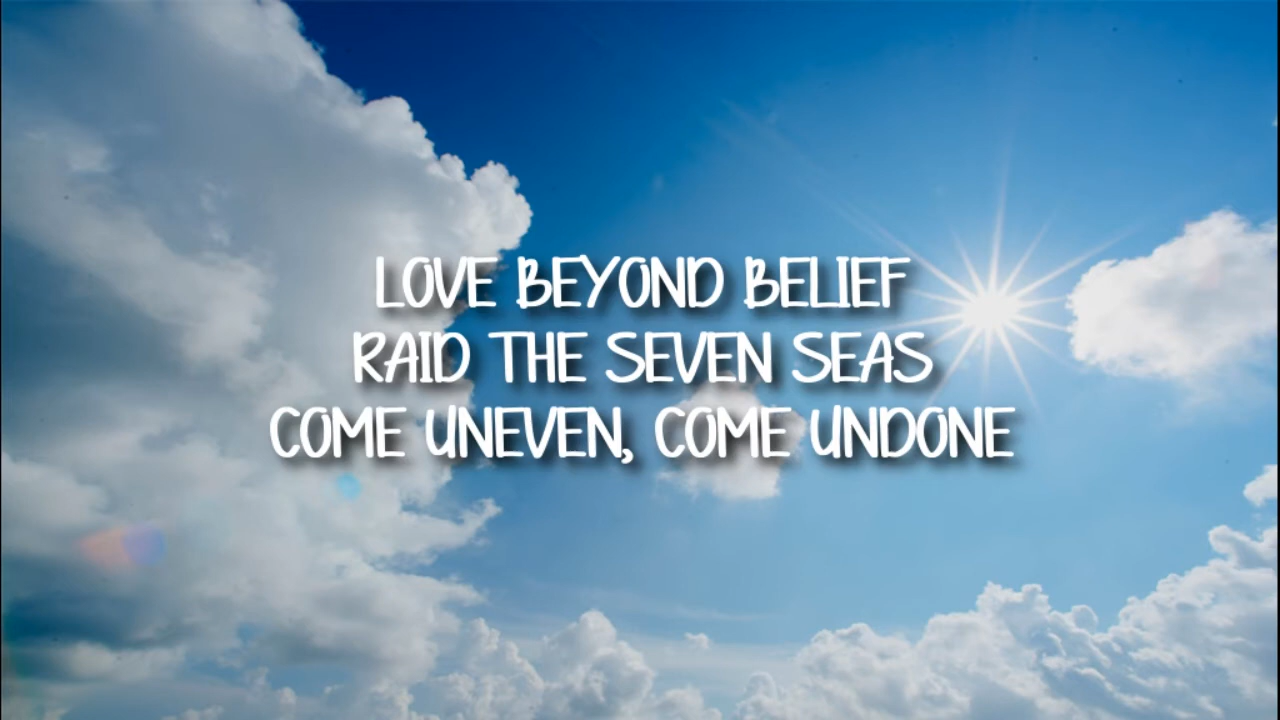 LOVE BEYOND BELIEF
RAID THE SEVEN SEAS
COME UNEVEN, COME UNDONE